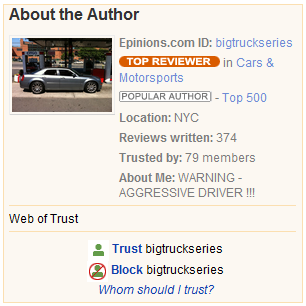 About the Author
Epinions.com ID: bigtruckseries
TOP REVIEWER in Cars &
Motorsports
POPULAR AUTHOR - Top 500
Location: NYC
Reviews written: 374
Trusted by: 79 members
About Me: WARNING -
AGGRESSIVE DRIVER !!!
Web of Trust
Trust bigtruckseries
Block bigtruckseries
Whom should I trust?